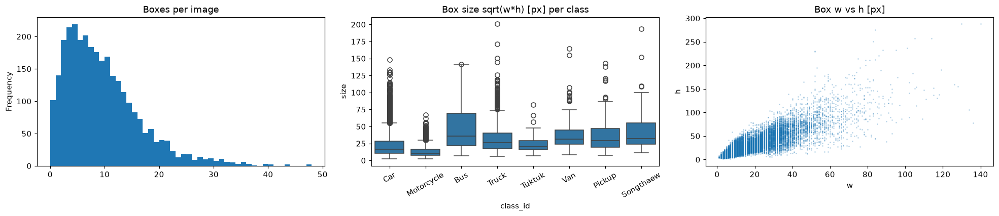 Boxes per image
Frequency
200
150
100
50
0
0 10 20 30 40 50
Box size sqrt(w*h) [px] per class
size
200
175
150
125
100
75
50
25
0
Car Motorcycle Bus Truck Tuktuk Van Pickup Songthaew
class_id
Box w vs h [px]
h
300
250
200
150
100
50
0
0 20 40 60 80 100 120 140
w